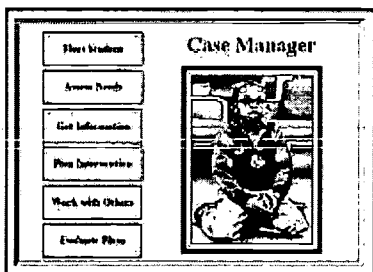 Meet Student
Case Manager
Assess Needs
Get Information
Plan Intervention
Work with Others
Evaluate Plans